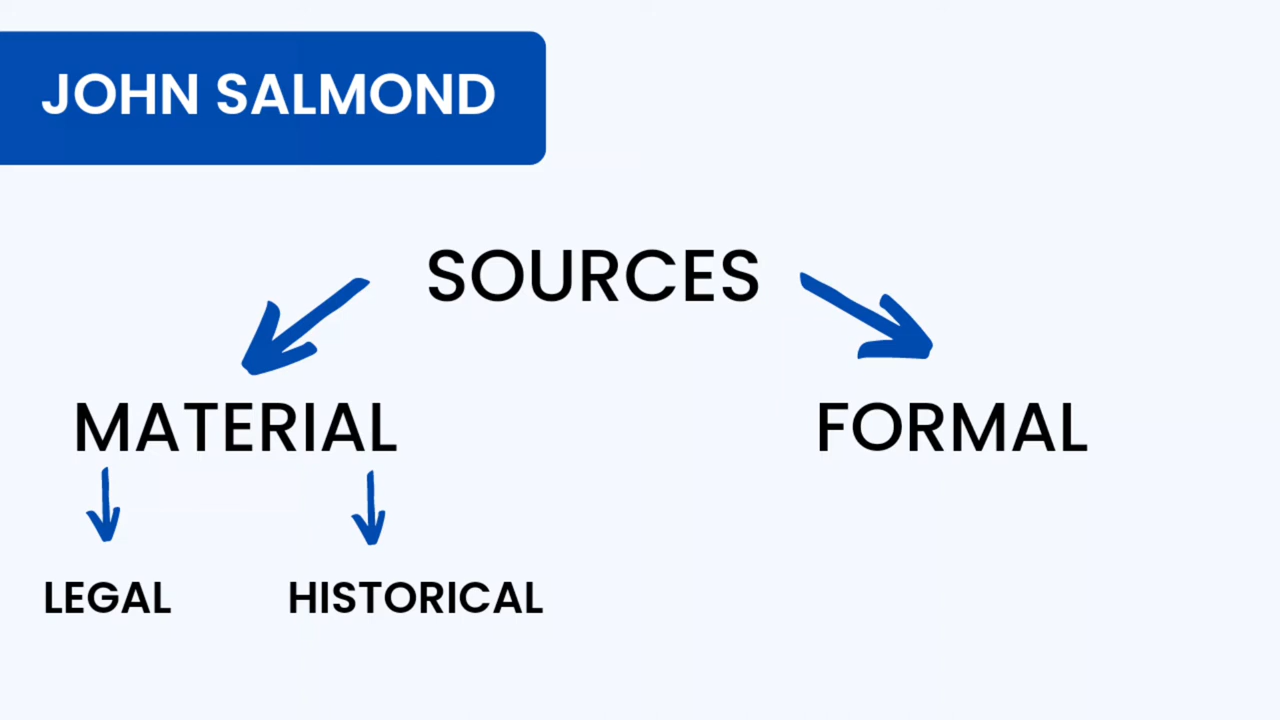 JOHN SALMOND
SOURCES
MATERIAL
FORMAL
LEGAL
HISTORICAL